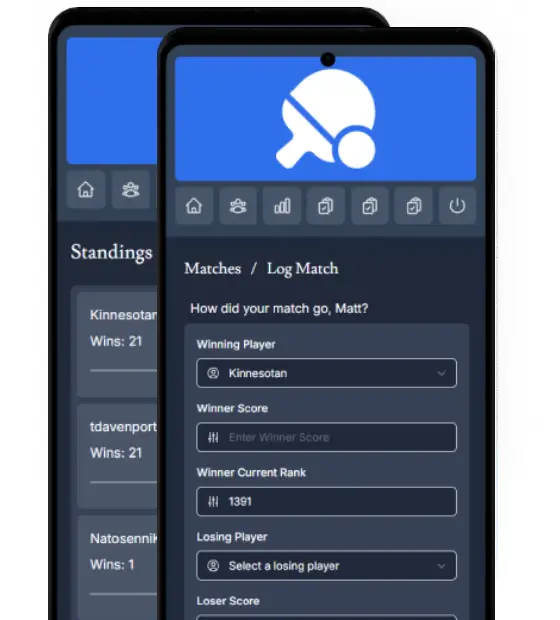 Standings
Kinnesotan
Wins: 21
tdavenport
Wins: 21
Wins: 1
Matches / Log Match
How did your match go, Matt?
Winning Player
Kinnesotan
Winner Score
Enter Winner Score
Winner Current Rank
1391
Losing Player
Select a losing player
Loser Score